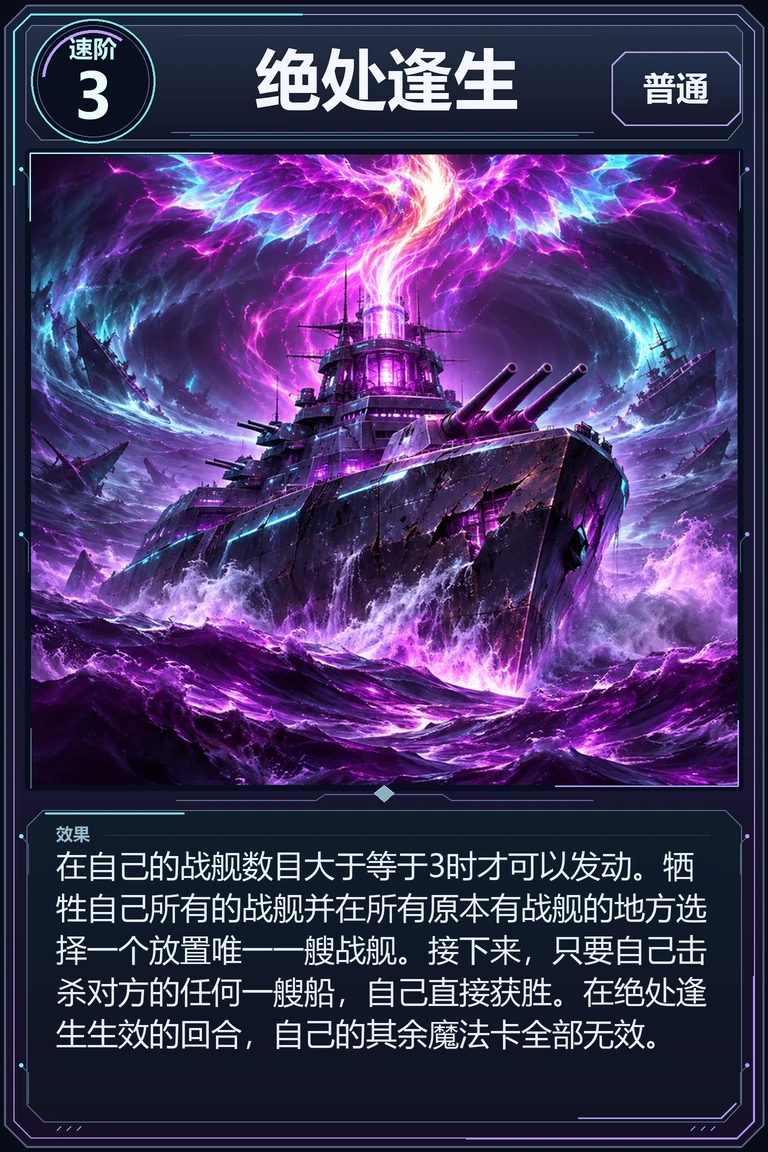 速阶
3
绝处逢生
普通
效果
在自己的战舰数目大于等于3时才可以发动。牺
牲自己所有的战舰并在所有原本有战舰的地方选
择一个放置唯一一艘战舰。接下来，只要自己击
杀对方的任何一艘船，自己直接获胜。在绝处逢
生生效的回合，自己的其余魔法卡全部无效。